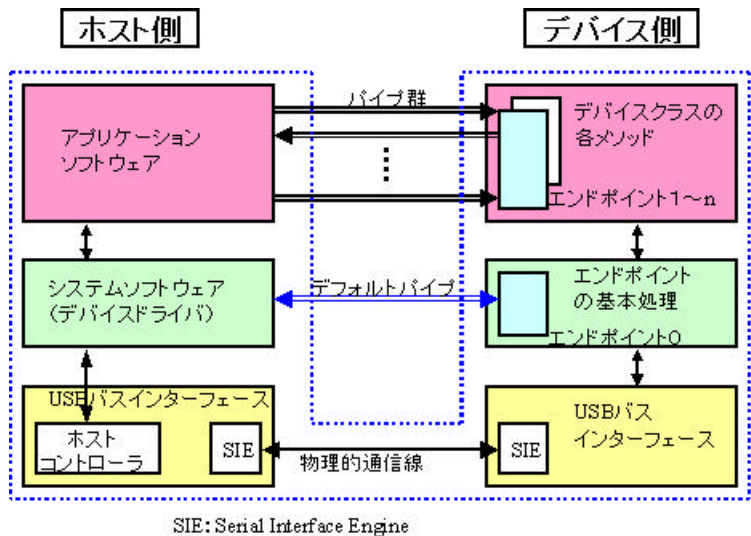 ホスト側
デバイス側
パイプ群
アプリケーション
ソフトウェア
デバイスクラスの
各メソッド
エンドポイント1～n
システムソフトウェア
(デバイスドライバ)
デフォルトパイプ
エンドポイント
の基本処理
エンドポイント0
USBバスインターフェース
ホスト
コントローラ
SIE
物理的通信線
SIE
USBバス
インターフェース
SIE: Serial Interface Engine